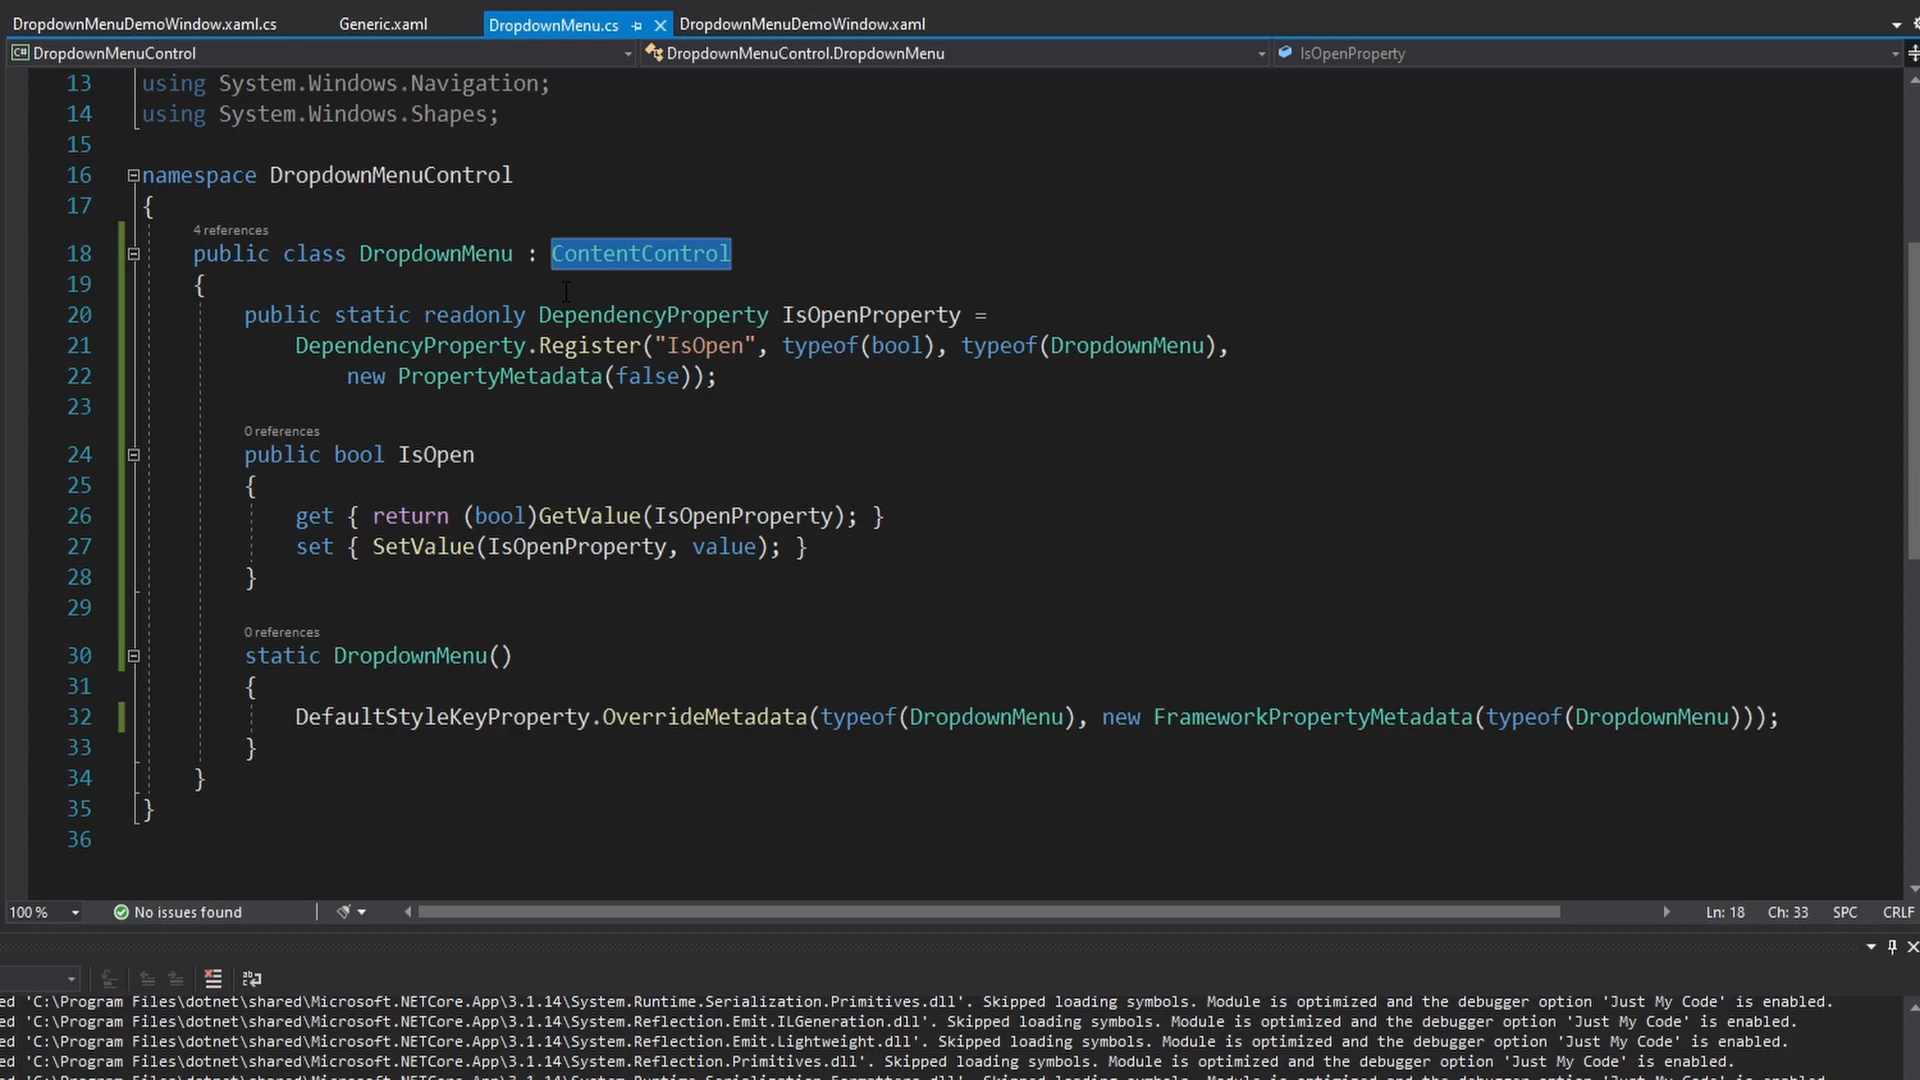 DropdownMenuDemoWindow.xaml.cs Generic.xaml DropdownMenu.cs DropdownMenuDemoWindow.xaml
C# DropdownMenuControl DropdownMenuControl.DropdownMenu IsOpenProperty
13 using System.Windows.Navigation;
14 using System.Windows.Shapes;
15
16 namespace DropdownMenuControl
17 {
4 references
18 public class DropdownMenu : ContentControl
19 {
20 public static readonly DependencyProperty IsOpenProperty =
21 DependencyProperty.Register("IsOpen", typeof(bool), typeof(DropdownMenu),
22 new PropertyMetadata(false));
23
0 references
24 public bool IsOpen
25 {
26 get { return (bool)GetValue(IsOpenProperty); }
27 set { SetValue(IsOpenProperty, value); }
28 }
29
0 references
30 static DropdownMenu()
31 {
32 DefaultStyleKeyProperty.OverrideMetadata(typeof(DropdownMenu), new FrameworkPropertyMetadata(typeof(DropdownMenu)));
33 }
34 }
35 }
36
100 % No issues found Ln: 18 Ch: 33 SPC CRLF
ed 'C:\Program Files\dotnet\shared\Microsoft.NETCore.App\3.1.14\System.Runtime.Serialization.Primitives.dll'. Skipped loading symbols. Module is optimized and the debugger option 'Just My Code' is enabled.
ed 'C:\Program Files\dotnet\shared\Microsoft.NETCore.App\3.1.14\System.Reflection.Emit.ILGeneration.dll'. Skipped loading symbols. Module is optimized and the debugger option 'Just My Code' is enabled.
ed 'C:\Program Files\dotnet\shared\Microsoft.NETCore.App\3.1.14\System.Reflection.Emit.Lightweight.dll'. Skipped loading symbols. Module is optimized and the debugger option 'Just My Code' is enabled.
ed 'C:\Program Files\dotnet\shared\Microsoft.NETCore.App\3.1.14\System.Reflection.Primitives.dll'. Skipped loading symbols. Module is optimized and the debugger option 'Just My Code' is enabled.